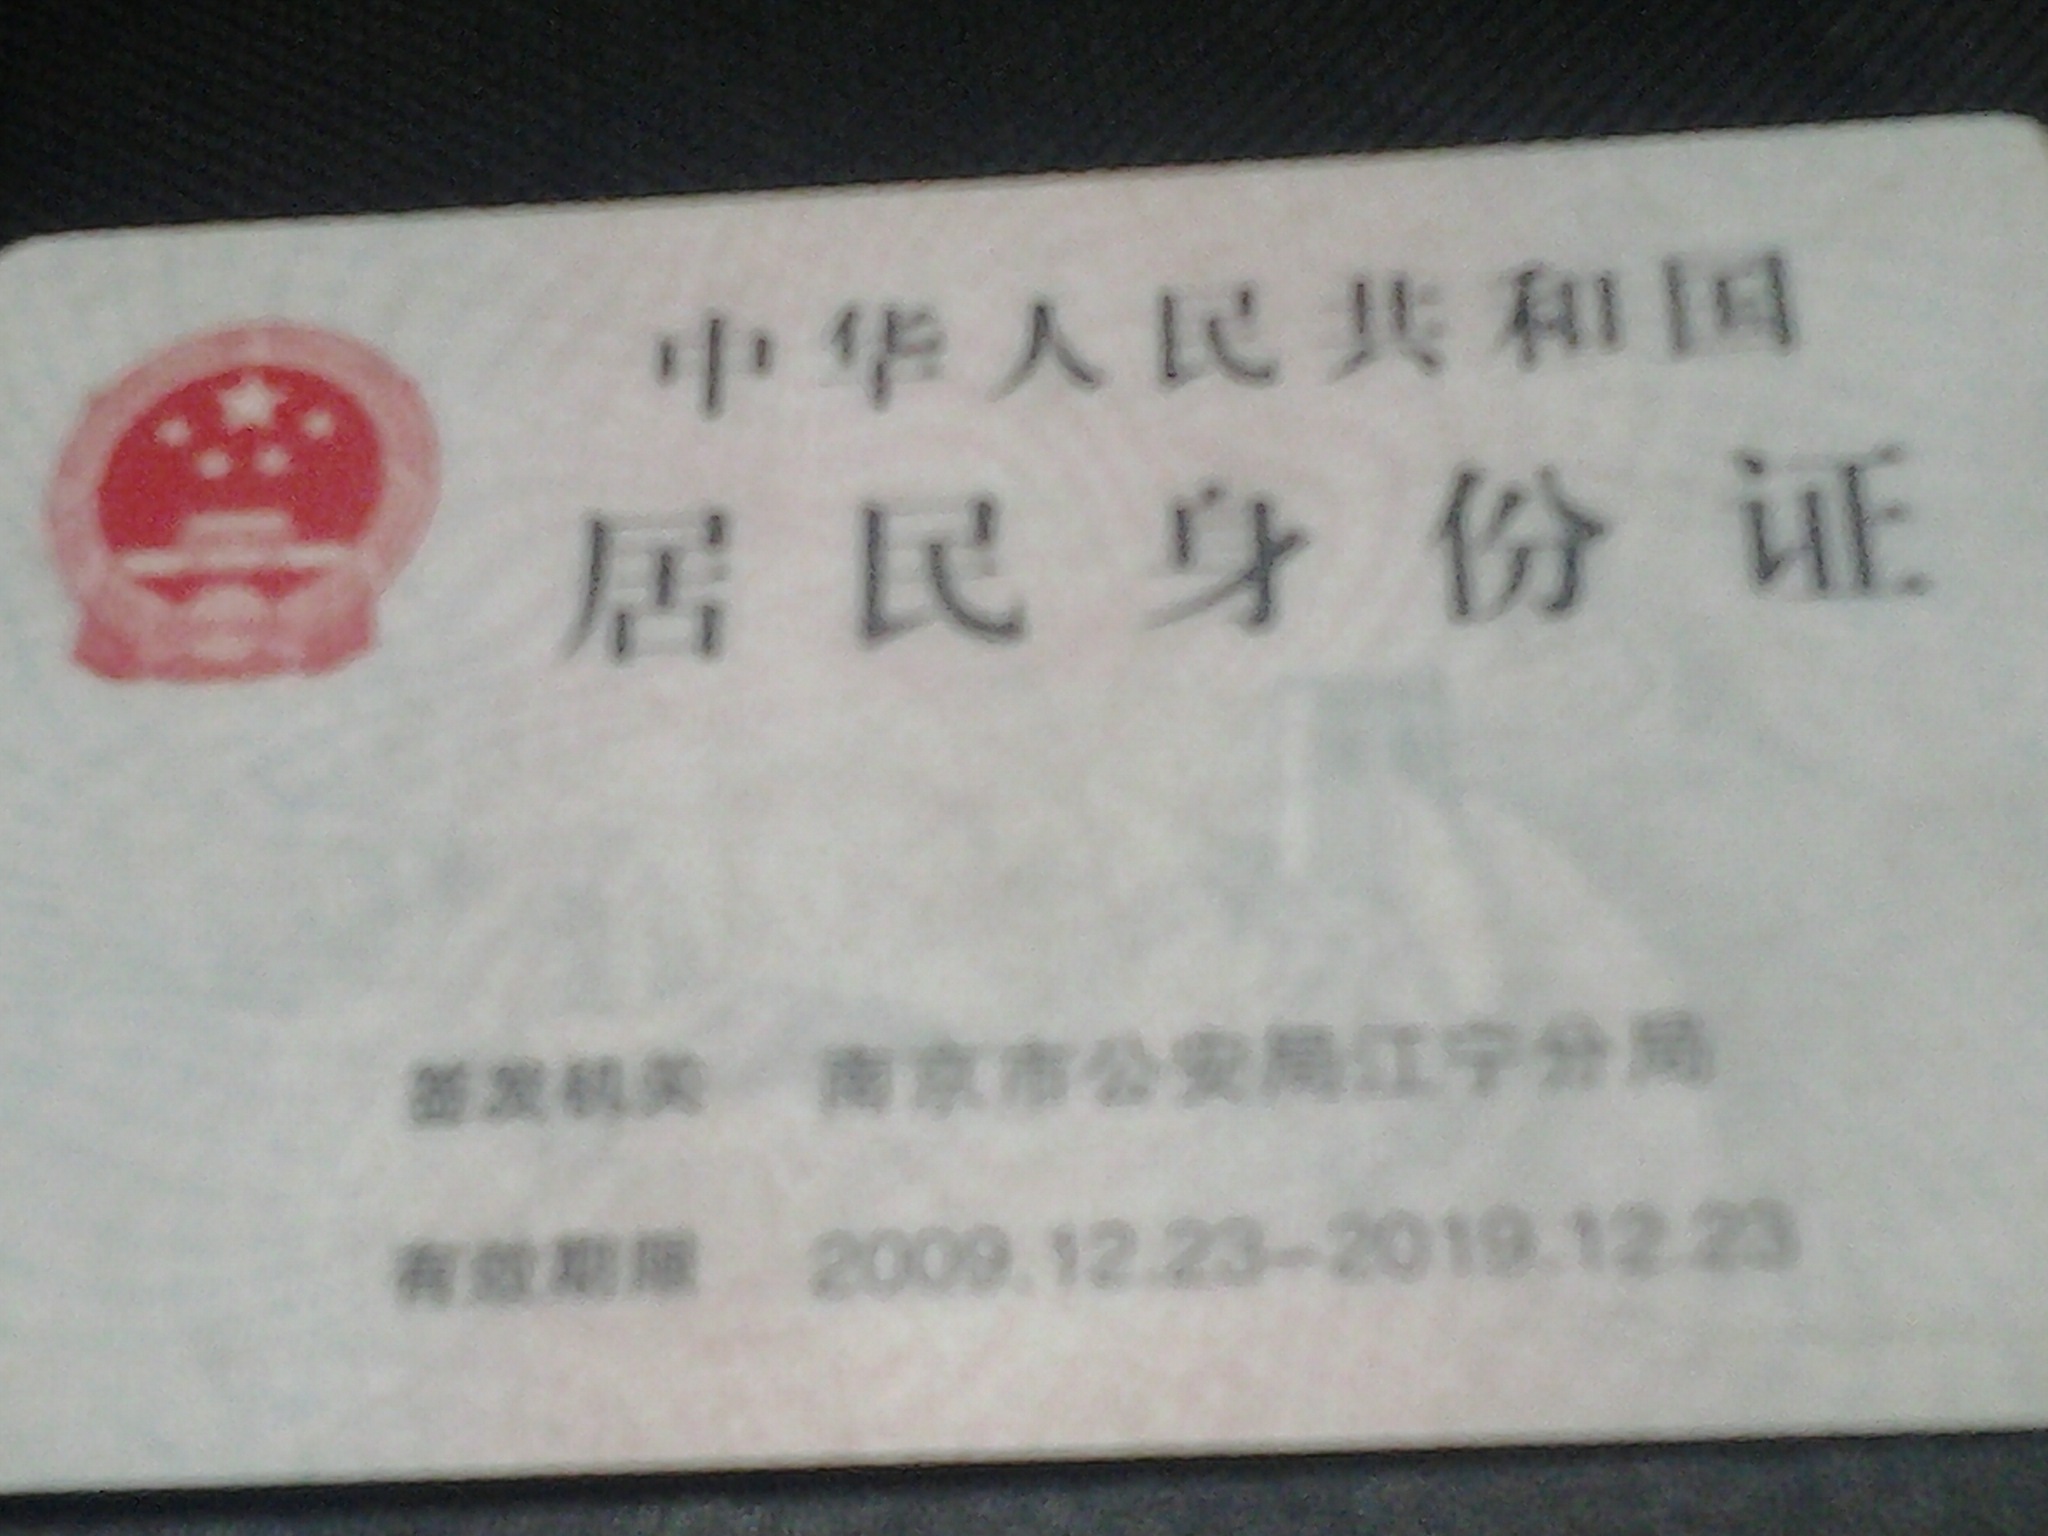 中华人民共和国
居民身份证
签发机关 南京市公安局江宁分局
有效期限 2009.12.23-2019.12.23